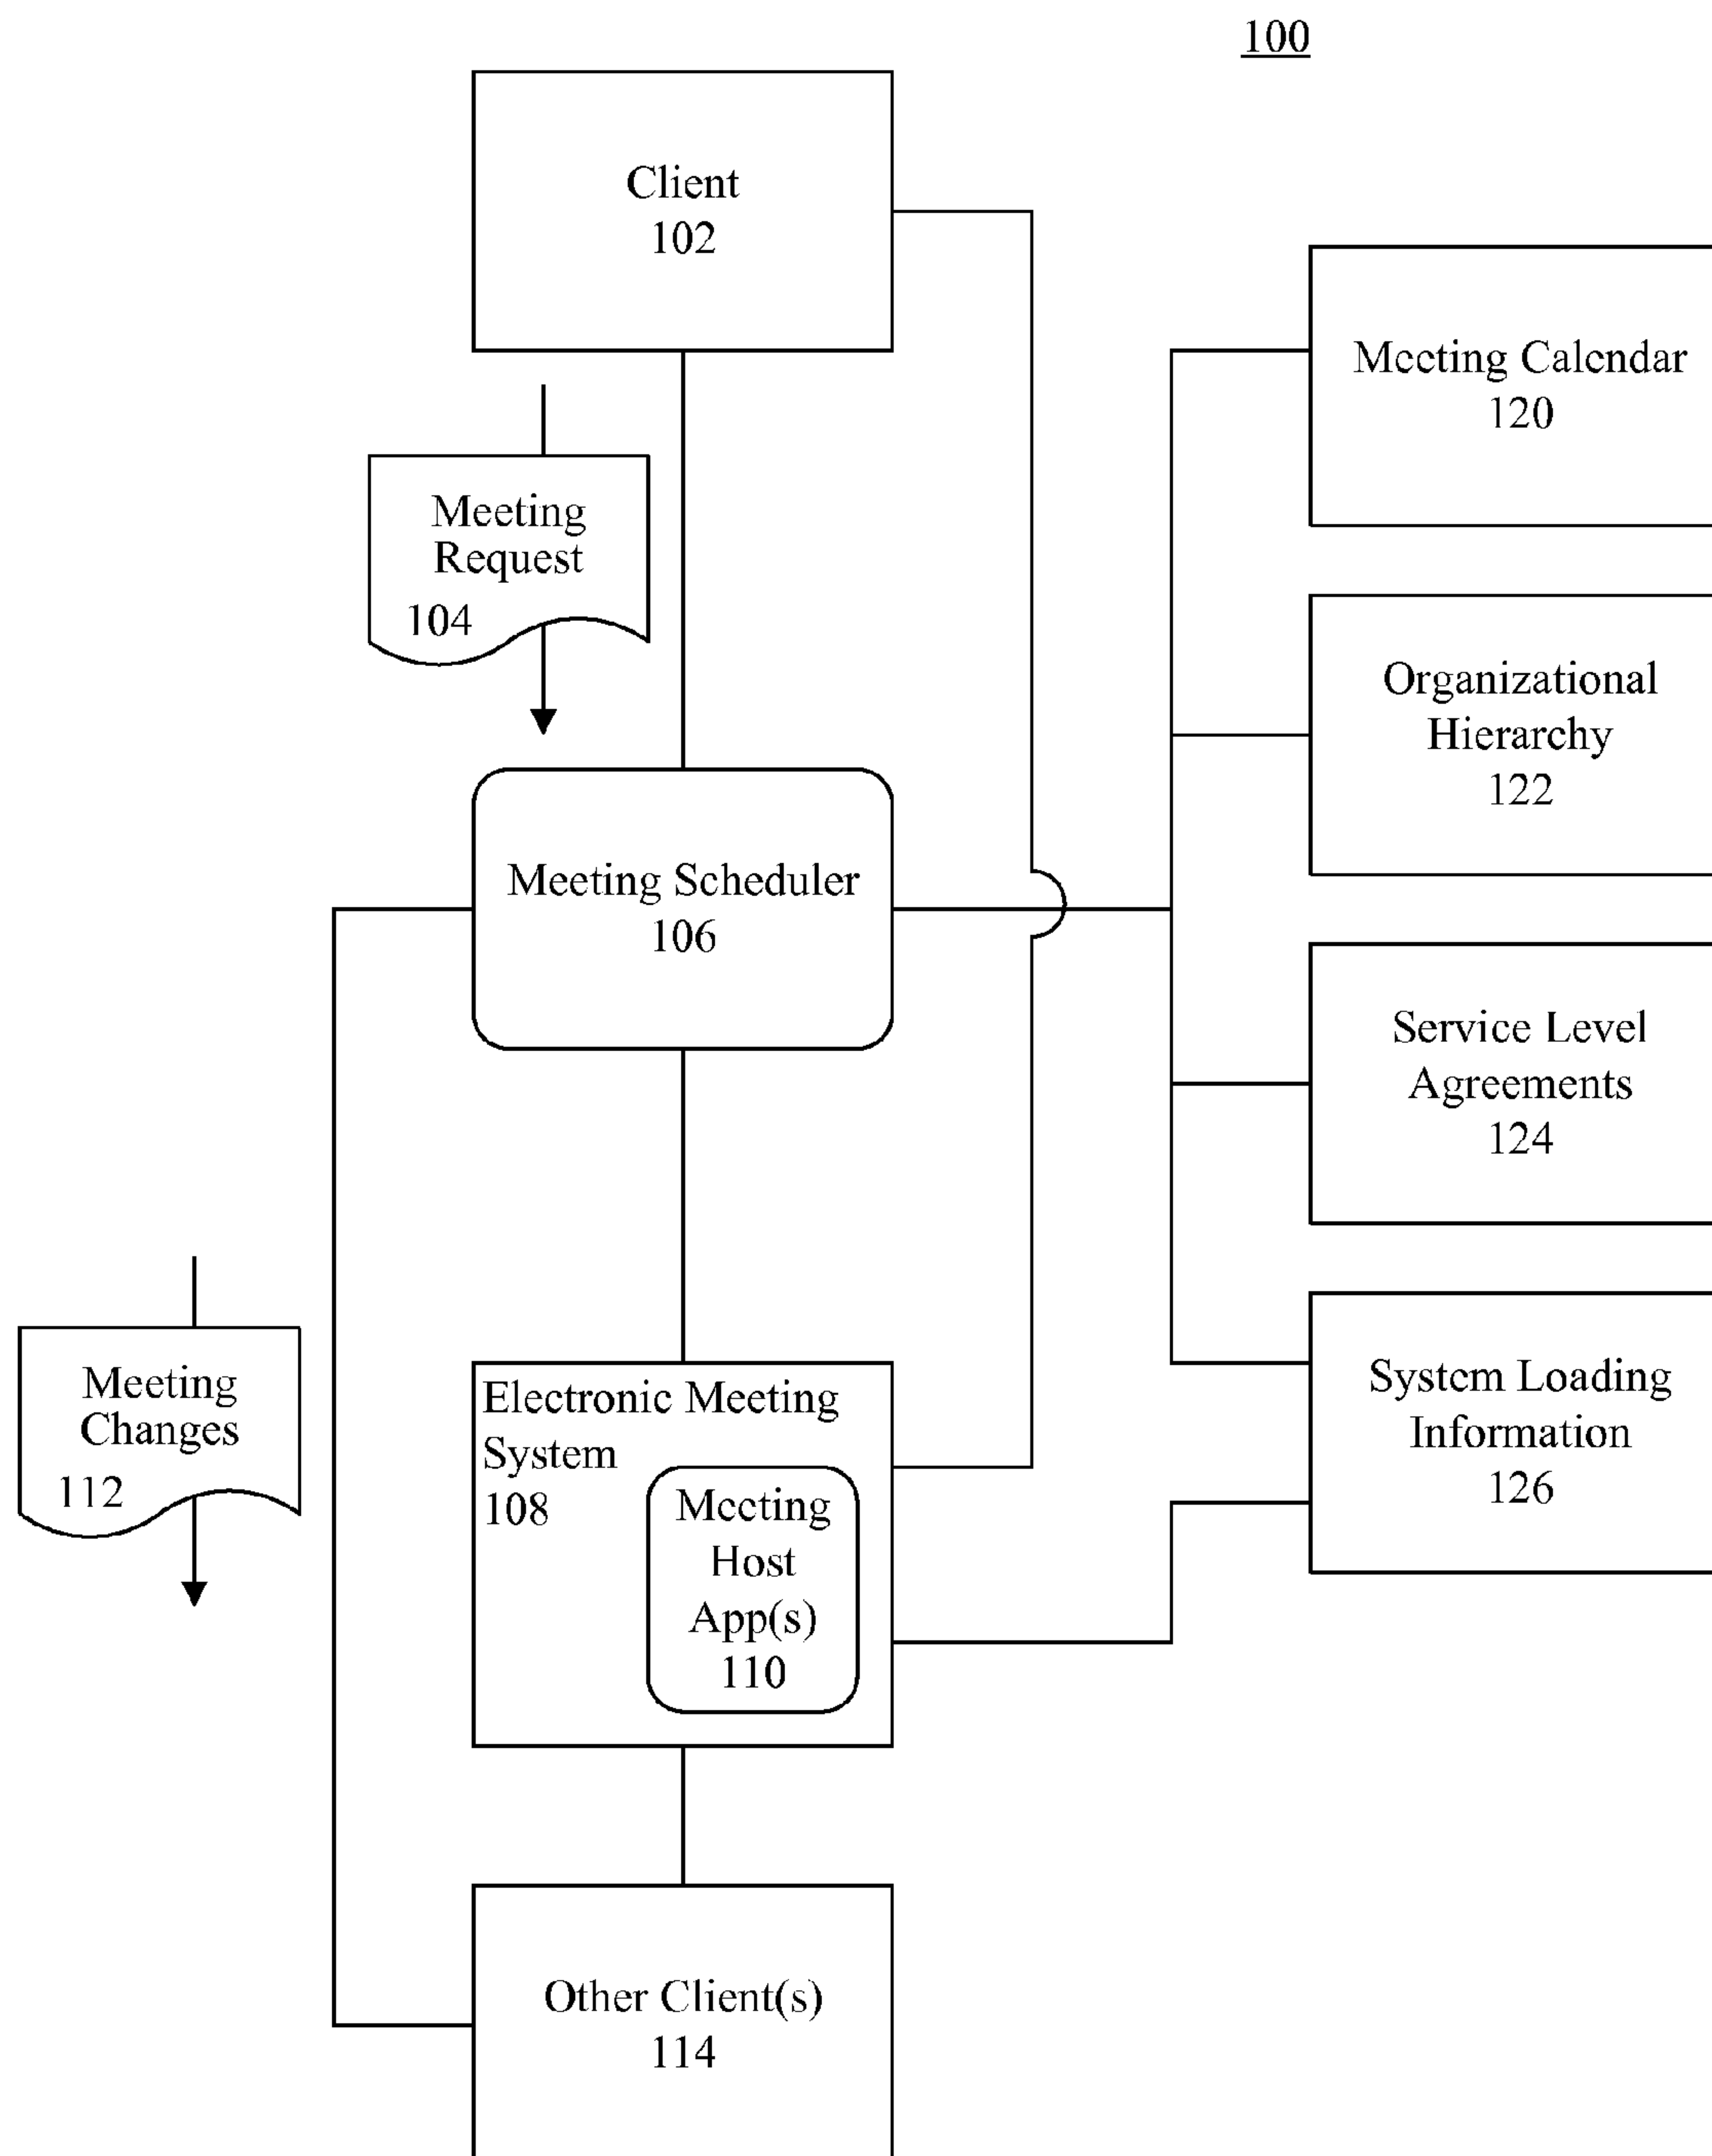 100
Client
102
Meeting
Request
104
Meeting Scheduler
106
Meeting Calendar
120
Organizational
Hierarchy
122
Service Level
Agreements
124
System Loading
Information
126
Meeting
Changes
112
Electronic Meeting
System
108
Meeting
Host
App(s)
110
Other Client(s)
114